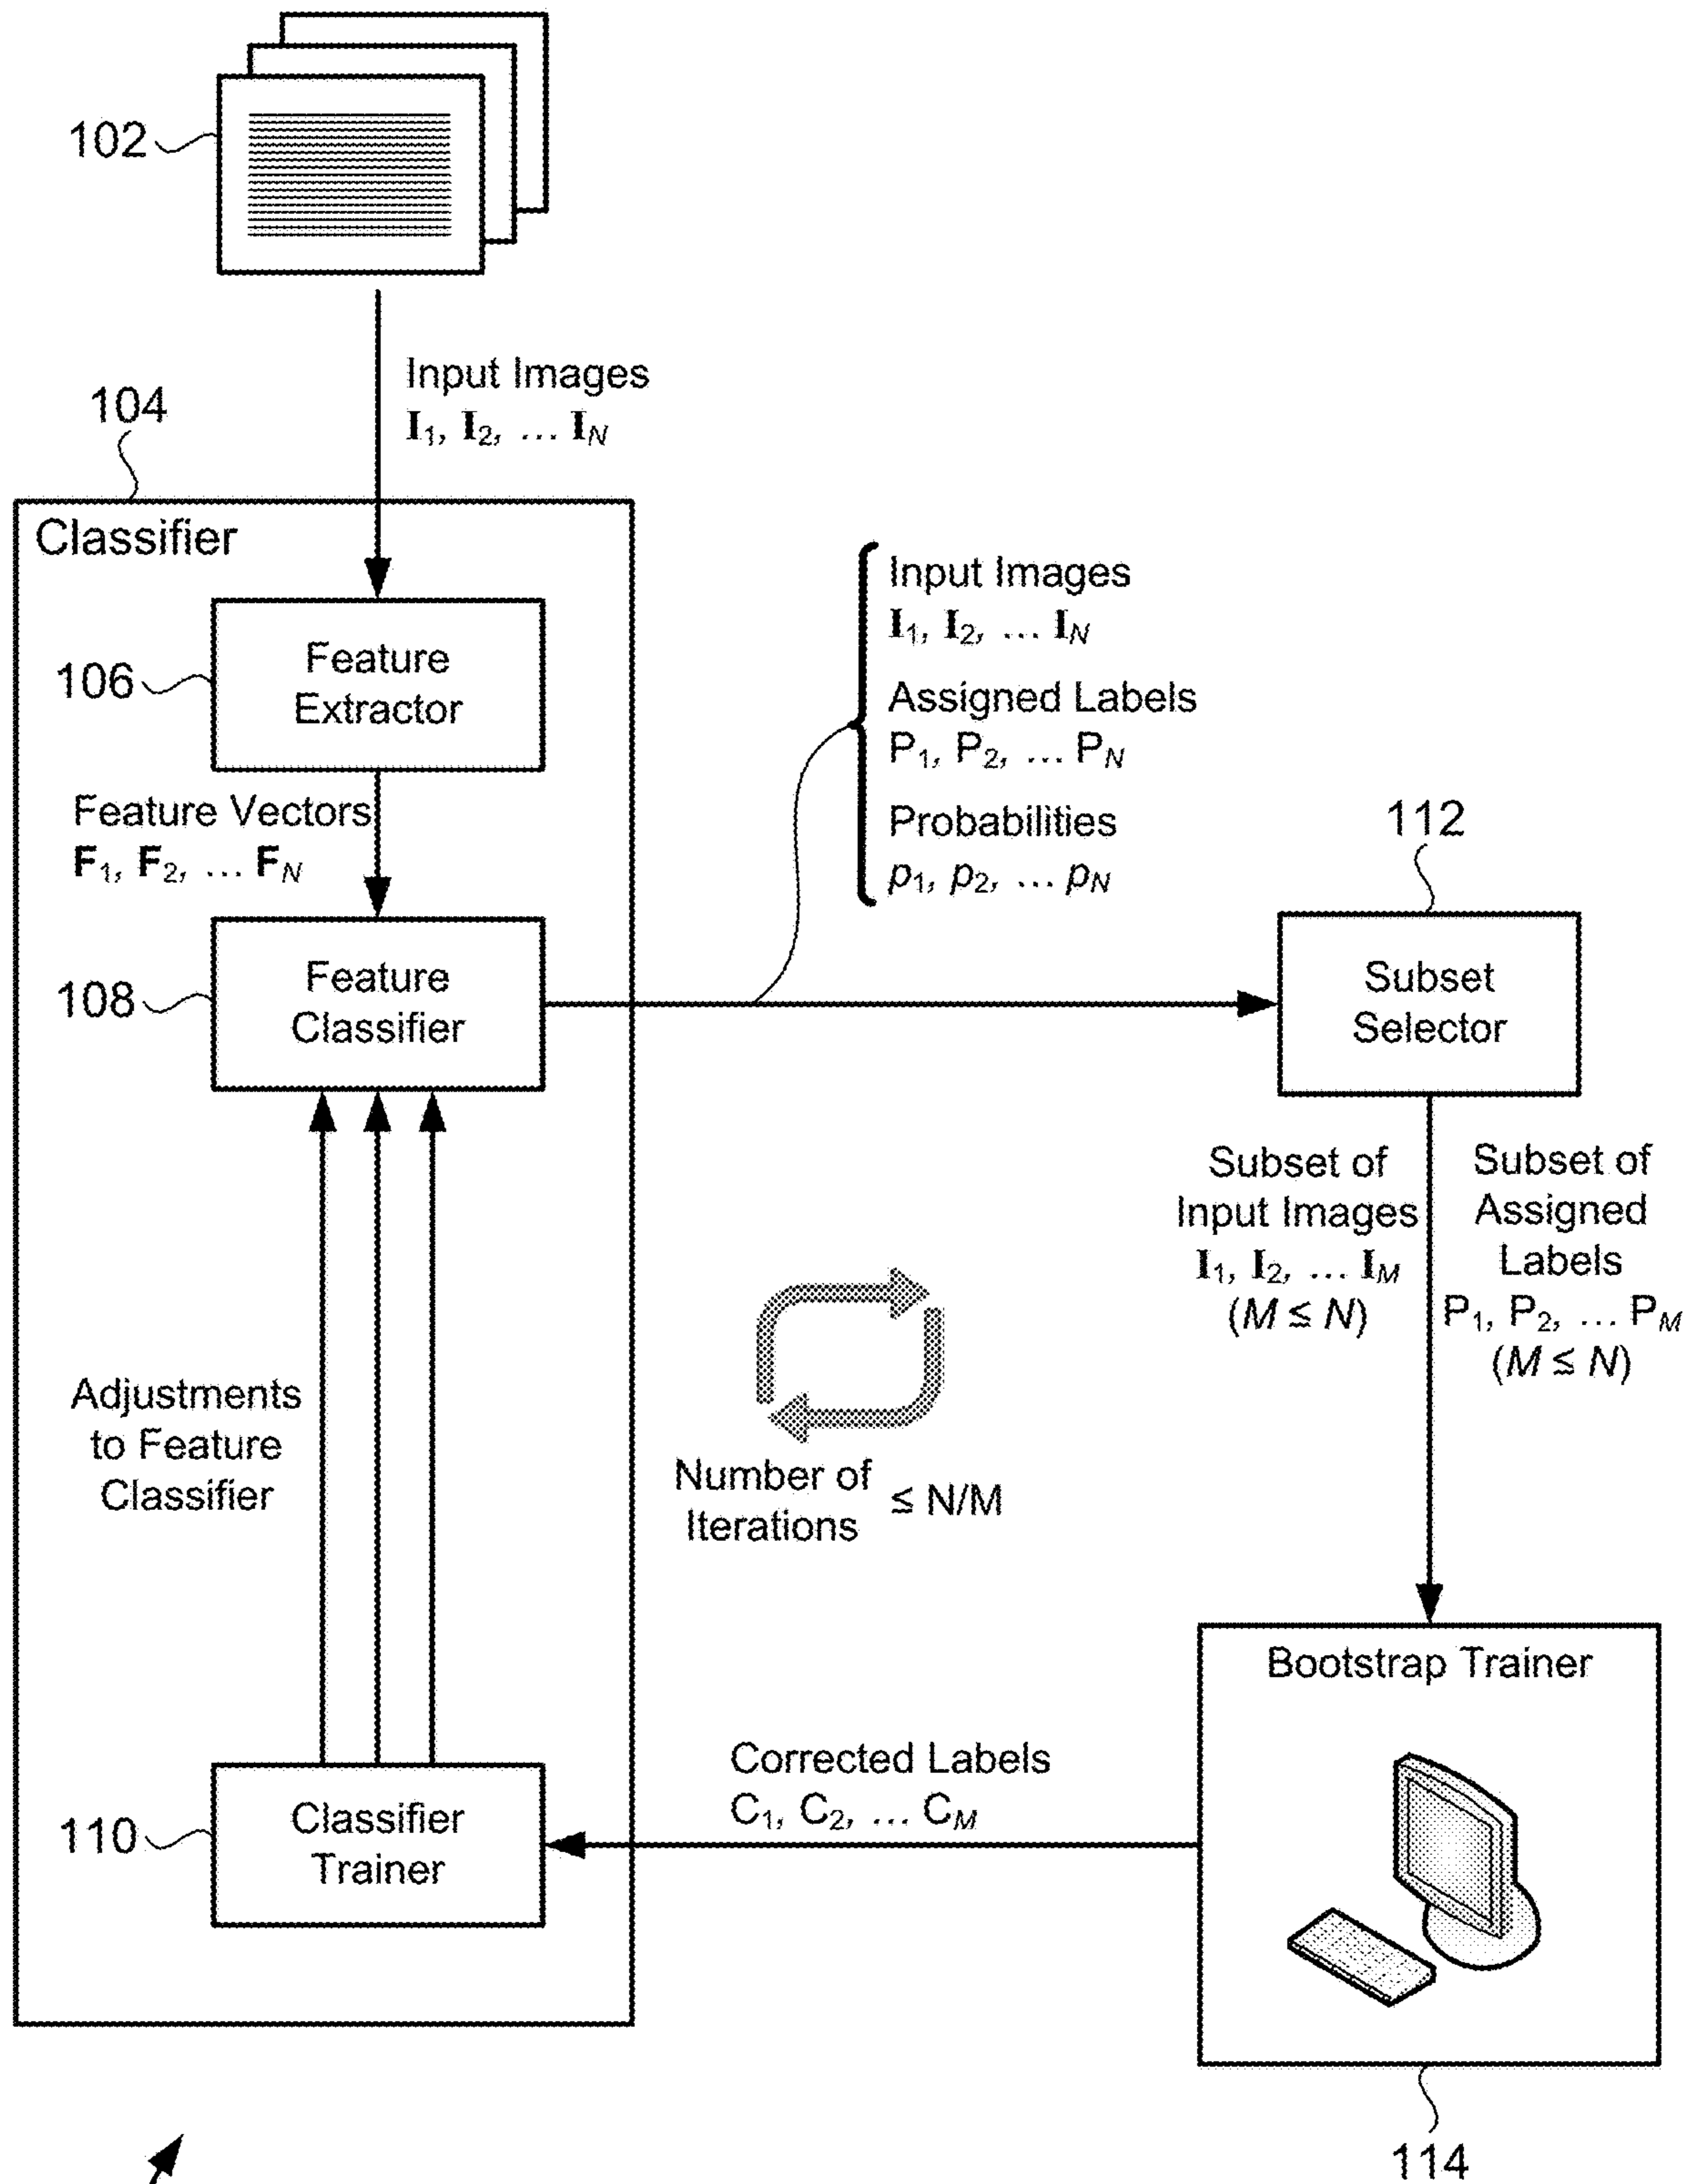 102
Input Images
I1, I2, … IN
104
Classifier
Feature
Extractor
106
Feature Vectors
F1, F2, … FN
Feature
Classifier
108
Input Images
I1, I2, … IN
Assigned Labels
P1, P2, … PN
Probabilities
p1, p2, … pN
112
Subset
Selector
Subset of
Input Images
I1, I2, … IM
(M ≤ N)
Subset of
Assigned
Labels
P1, P2, … PM
(M ≤ N)
Adjustments
to Feature
Classifier
Number of
Iterations
≤ N/M
Bootstrap Trainer
Corrected Labels
C1, C2, … CM
110
Classifier
Trainer
114